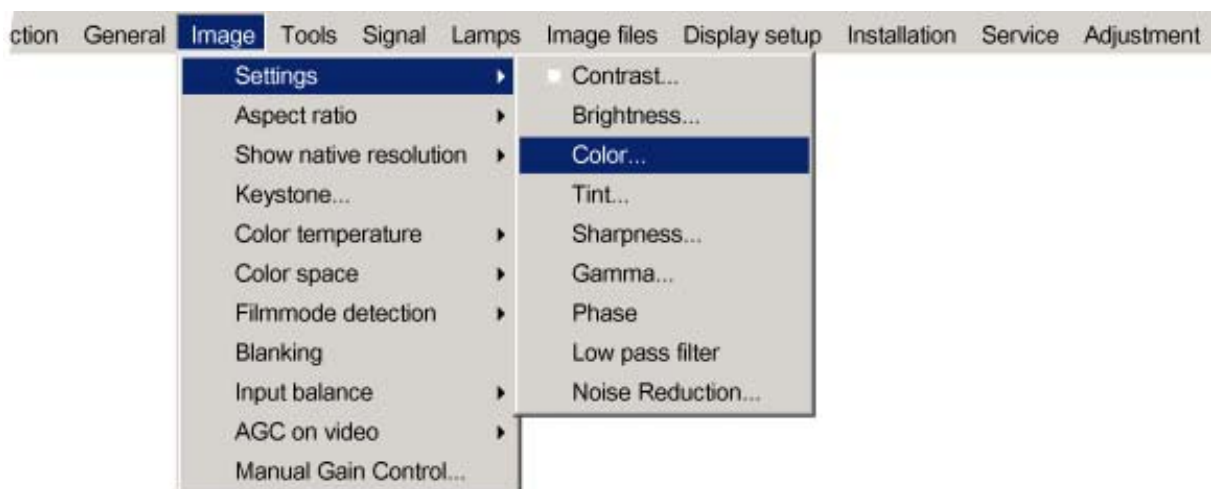 ction General Image Tools Signal Lamps Image files Display setup Installation Service Adjustment
Settings
Aspect ratio
Show native resolution
Keystone...
Color temperature
Color space
Filmmode detection
Blanking
Input balance
AGC on video
Manual Gain Control...
Contrast...
Brightness...
Color...
Tint...
Sharpness...
Gamma...
Phase
Low pass filter
Noise Reduction...